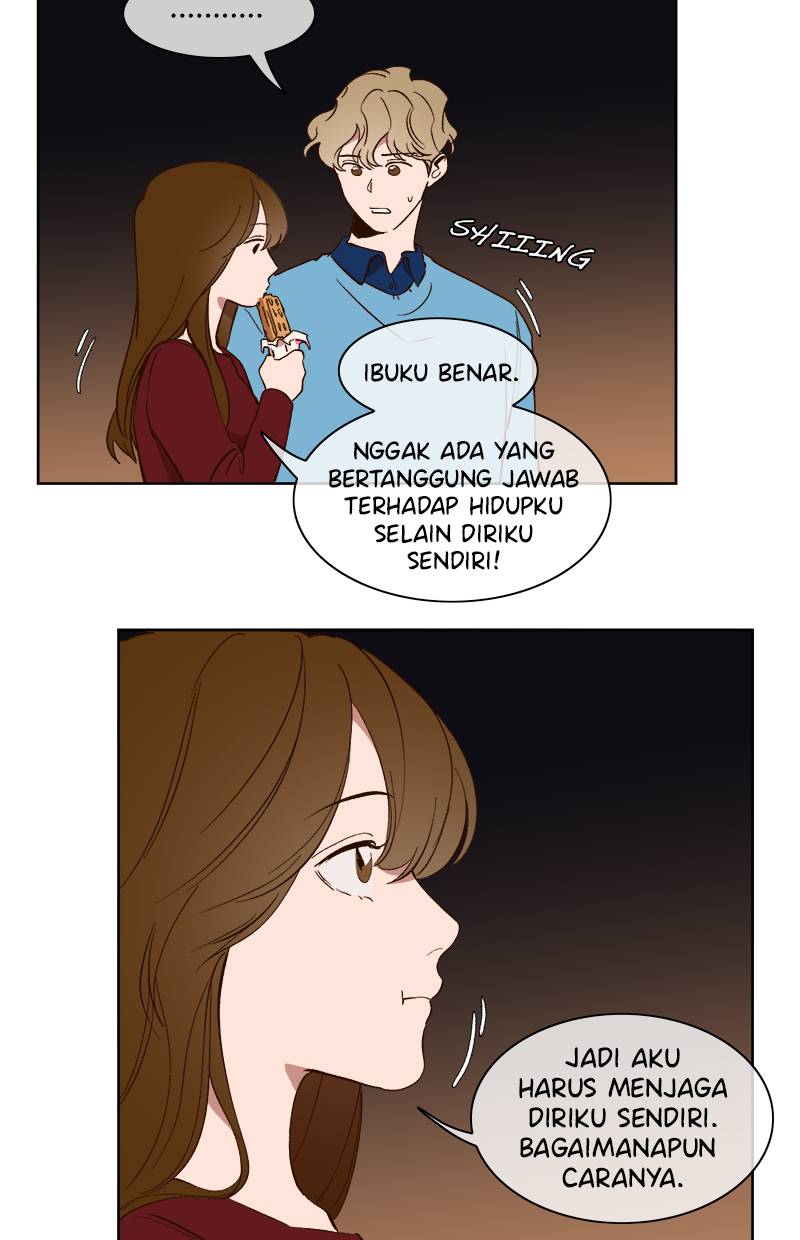 ...........
SHIIING
IBUKU BENAR.
NGGAK ADA YANG
BERTANGGUNG JAWAB
TERHADAP HIDUPKU
SELAIN DIRIKU
SENDIRI!
JADI AKU
HARUS MENJAGA
DIRIKU SENDIRI.
BAGAIMANAPUN
CARANYA.